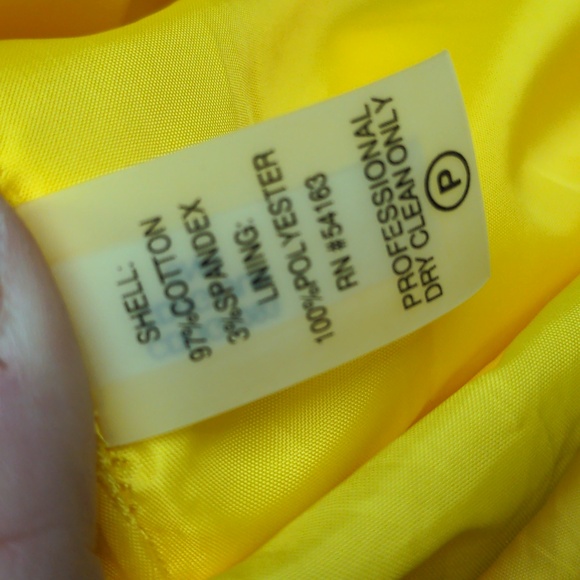 SHELL:
97%COTTON
3%SPANDEX
LINING:
100%POLYESTER
RN #54163
PROFESSIONAL
DRY CLEAN ONLY
P